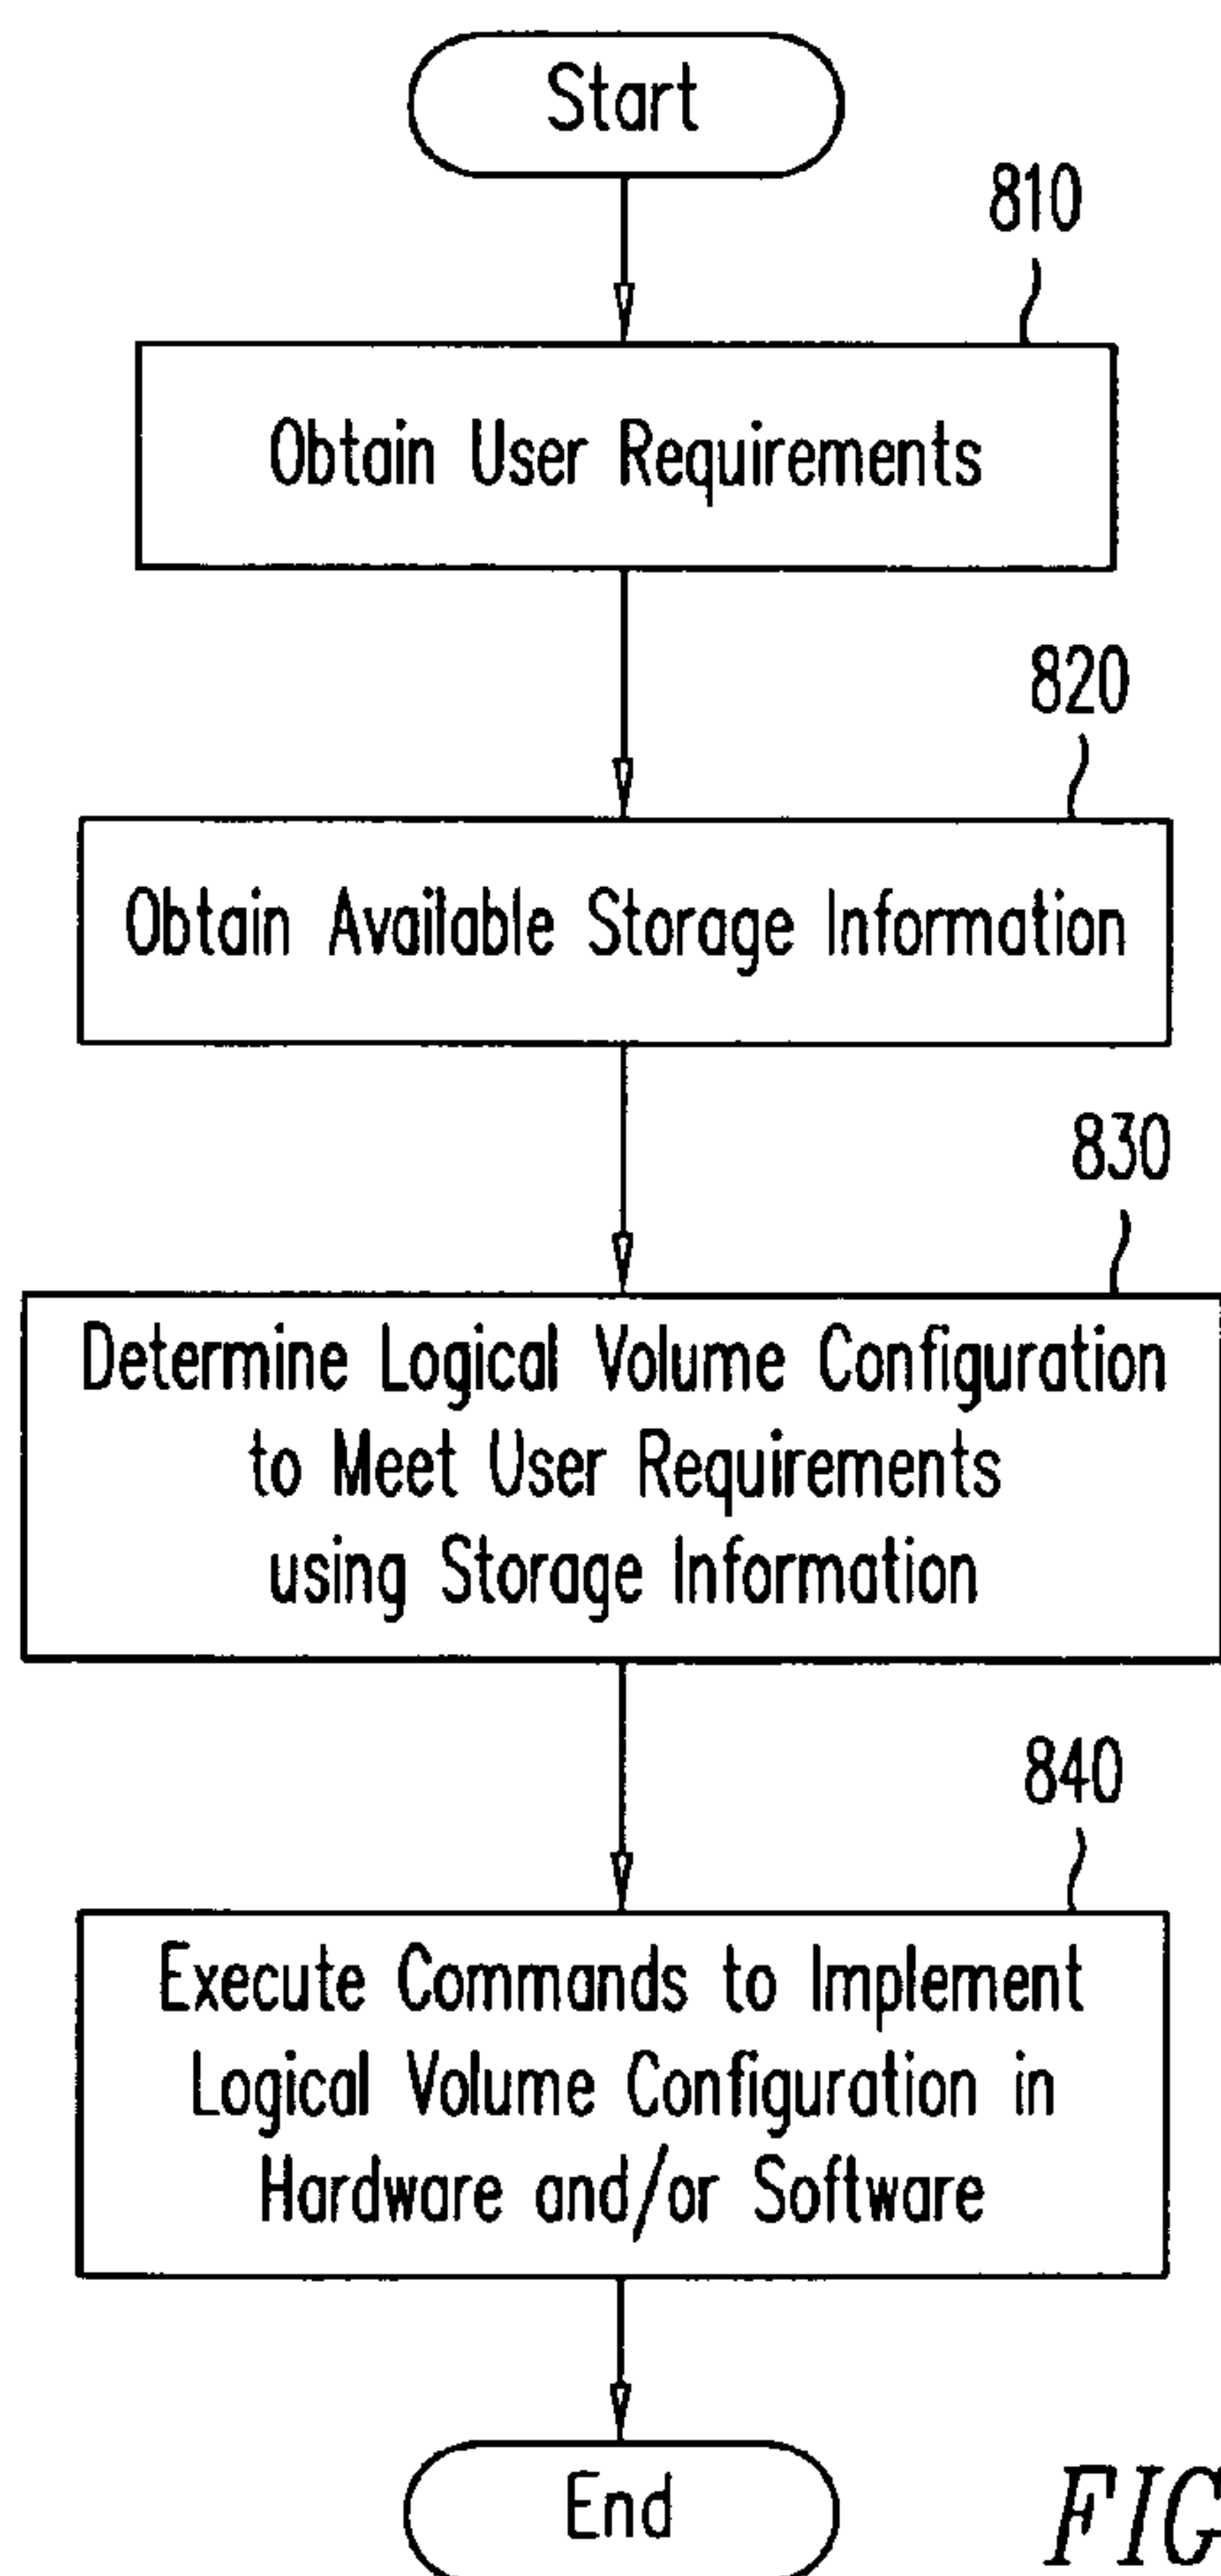 Start
810
Obtain User Requirements
820
Obtain Available Storage Information
830
Determine Logical Volume Configuration
to Meet User Requirements
using Storage Information
840
Execute Commands to Implement
Logical Volume Configuration in
Hardware and/or Software
End
FIG